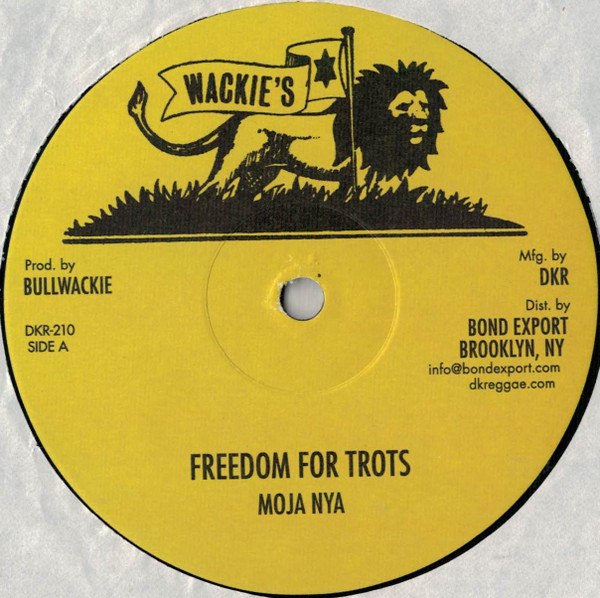 WACKIE'S
Prod. by
BULLWACKIE
DKR-210
SIDE A
Mfg. by
DKR
Dist. by
BOND EXPORT
BROOKLYN, NY
info@bondexport.com
dkreggae.com
FREEDOM FOR TROTS
MOJA NYA